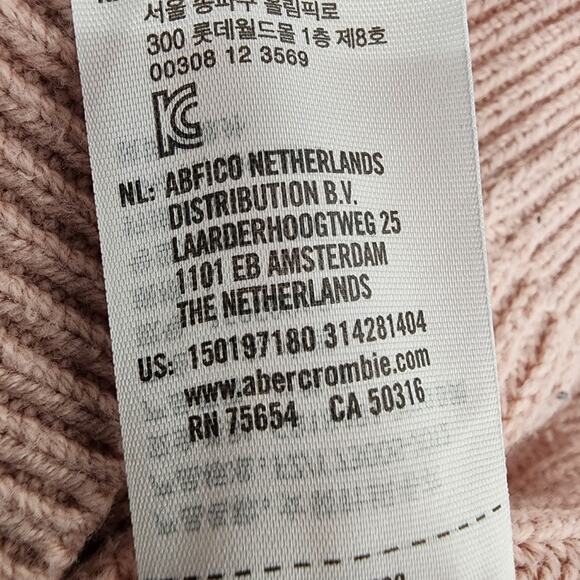 서울 송파구 올림픽로
300 롯데월드몰 1층 제8호
00308 12 3569
NL: ABFICO NETHERLANDS
DISTRIBUTION B.V.
LAARDERHOOGTWEG 25
1101 EB AMSTERDAM
THE NETHERLANDS
US: 150197180 314281404
www.abercrombie.com
RN 75654 CA 50316